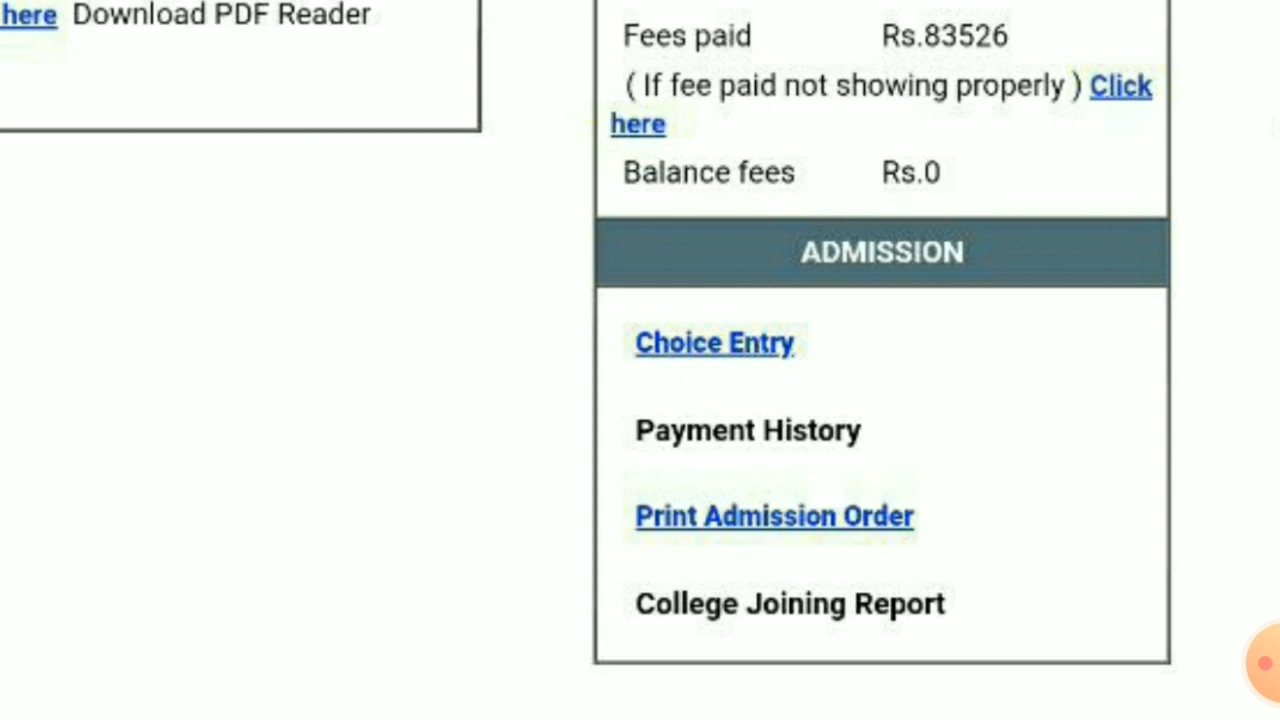 here Download PDF Reader
Fees paid Rs.83526
( If fee paid not showing properly ) Click
here
Balance fees Rs.0
ADMISSION
Choice Entry
Payment History
Print Admission Order
College Joining Report